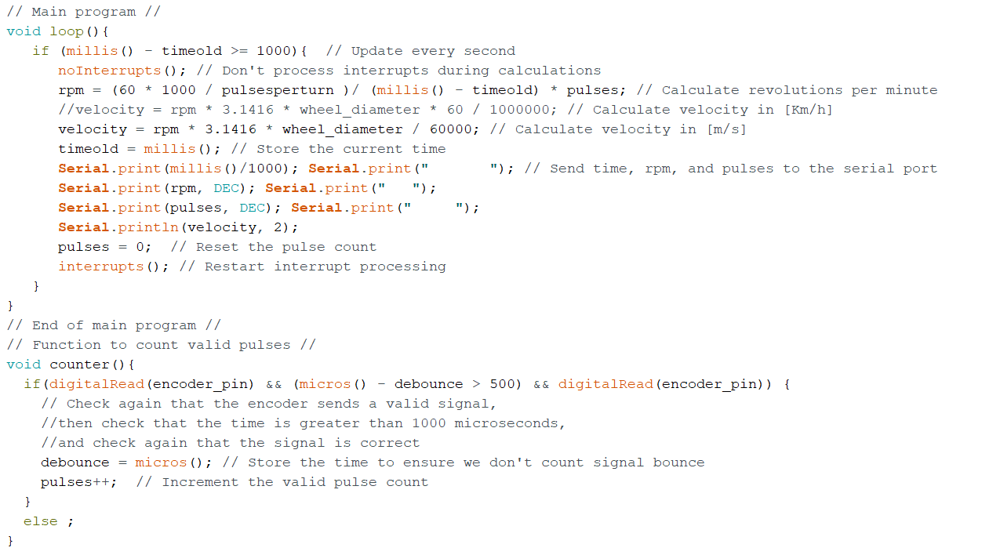 // Main program //
void loop(){
   if (millis() - timeold >= 1000){  // Update every second
      noInterrupts(); // Don't process interrupts during calculations
      rpm = (60 * 1000 / pulsesperturn )/ (millis() - timeold) * pulses; // Calculate revolutions per minute
      //velocity = rpm * 3.1416 * wheel_diameter * 60 / 1000000; // Calculate velocity in [Km/h]
      velocity = rpm * 3.1416 * wheel_diameter / 60000; // Calculate velocity in [m/s]
      timeold = millis(); // Store the current time
      Serial.print(millis()/1000); Serial.print("       "); // Send time, rpm, and pulses to the serial port
      Serial.print(rpm, DEC); Serial.print("   ");
      Serial.print(pulses, DEC); Serial.print("     ");
      Serial.println(velocity, 2);
      pulses = 0;  // Reset the pulse count
      interrupts(); // Restart interrupt processing
   }
}
// End of main program //
// Function to count valid pulses //
void counter(){
  if(digitalRead(encoder_pin) && (micros() - debounce > 500) && digitalRead(encoder_pin)) {
    // Check again that the encoder sends a valid signal,
    //then check that the time is greater than 1000 microseconds,
    //and check again that the signal is correct
    debounce = micros(); // Store the time to ensure we don't count signal bounce
    pulses++;  // Increment the valid pulse count
  }
  else ;
}